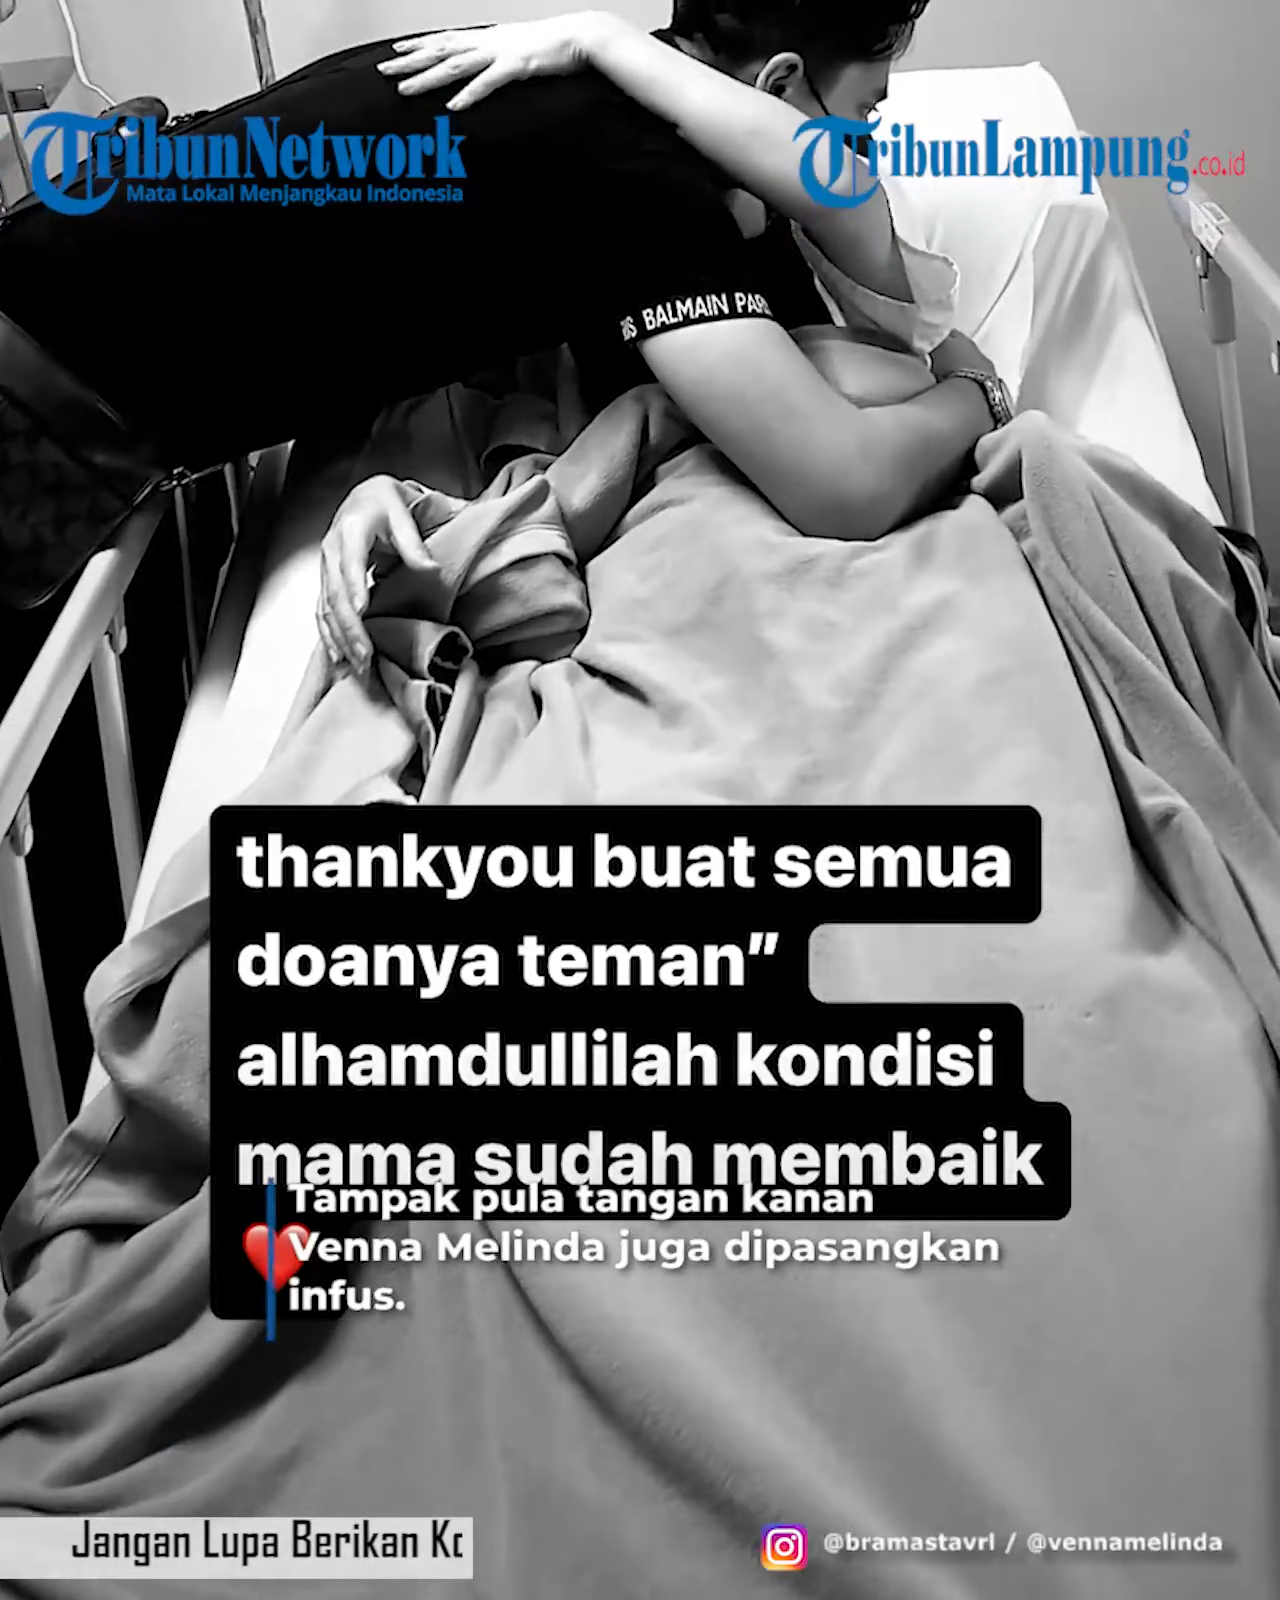 TribunNetwork
Mata Lokal Menjangkau Indonesia
TribunLampung.co.id
BALMAIN PAR
thankyou buat semua
doanya teman"
alhamdullilah kondisi
mama sudah membaik
Tampak pula tangan kanan
Venna Melinda juga dipasangkan
infus.
Jangan Lupa Berikan Ko
@bramastavrl / @vennamelinda